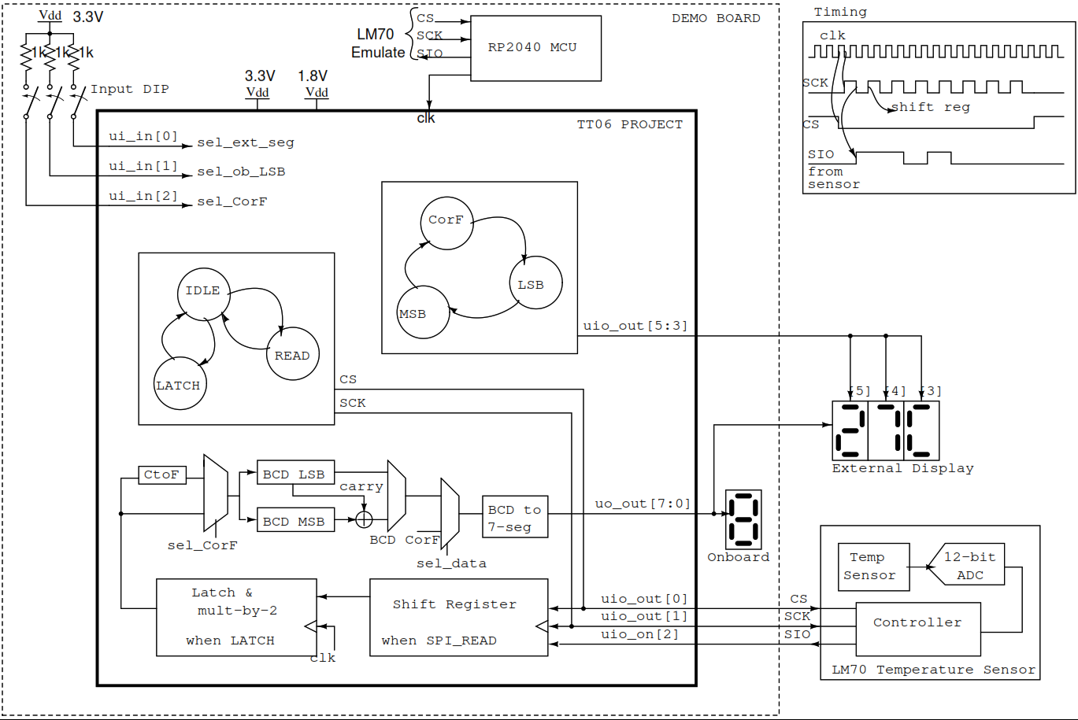 Vdd 3.3V
1k 1k 1k
Input DIP
LM70
Emulate
CS
SCK
SIO
RP2040 MCU
DEMO BOARD
3.3V
Vdd
1.8V
Vdd
clk
TT06 PROJECT
ui_in[0] sel_ext_seg
ui_in[1] sel_ob_LSB
ui_in[2] sel_CorF
Timing
clk
SCK
shift reg
CS
SIO
from
sensor
IDLE
READ
LATCH
CorF
LSB
MSB
uio_out[5:3]
CS
SCK
[5] [4] [3]
27C
External Display
CtoF
sel_CorF
BCD LSB
carry
BCD MSB
BCD CorF
sel_data
BCD to
7-seg
uo_out[7:0]
8
Onboard
Latch &
mult-by-2
when LATCH
clk
Shift Register
when SPI_READ
uio_out[0] CS
uio_out[1] SCK
uio_on[2] SIO
Temp
Sensor
12-bit
ADC
Controller
LM70 Temperature Sensor